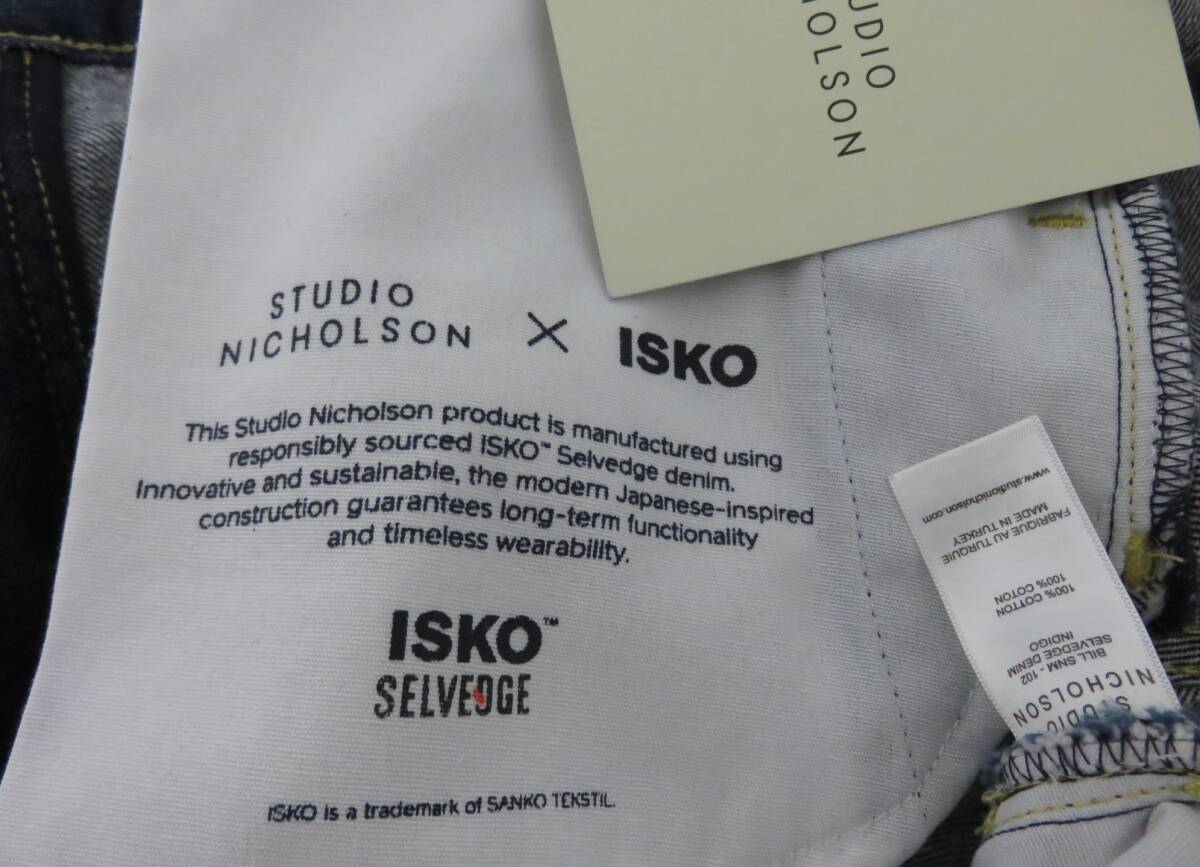 UDIO
OLSON
STUDIO
NICHOLSON × ISKO
This Studio Nicholson product is manufactured using
responsibly sourced ISKO™ Selvedge denim.
Innovative and sustainable, the modern Japanese-inspired
construction guarantees long-term functionality
and timeless wearability.
ISKO™
SELVEDGE
ISKO is a trademark of SANKO TEKSTIL.
STUDIO
NICHOLSON
BILL SNM - 102
SELVEDGE DENIM
INDIGO
100% COTTON
100% COTON
MADE IN TURKEY
FABRIQUE AU TURQUIE
www.studionicholson.com